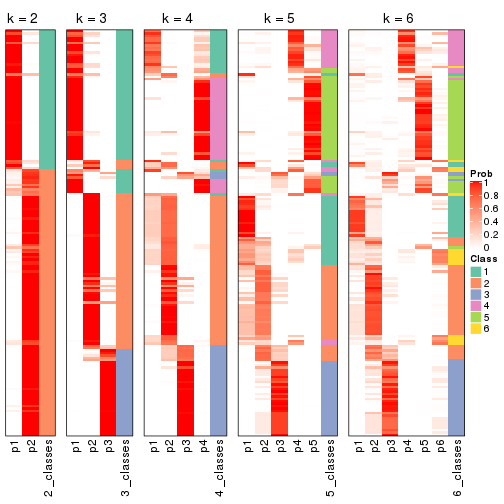 k = 2
k = 3
k = 4
k = 5
k = 6
Prob
1
0.8
0.6
0.4
0.2
0
Class
1
2
3
4
5
6
p1
p2
2_classes
p1
p2
p3
3_classes
p1
p2
p3
p4
4_classes
p1
p2
p3
p4
p5
5_classes
p1
p2
p3
p4
p5
p6
6_classes